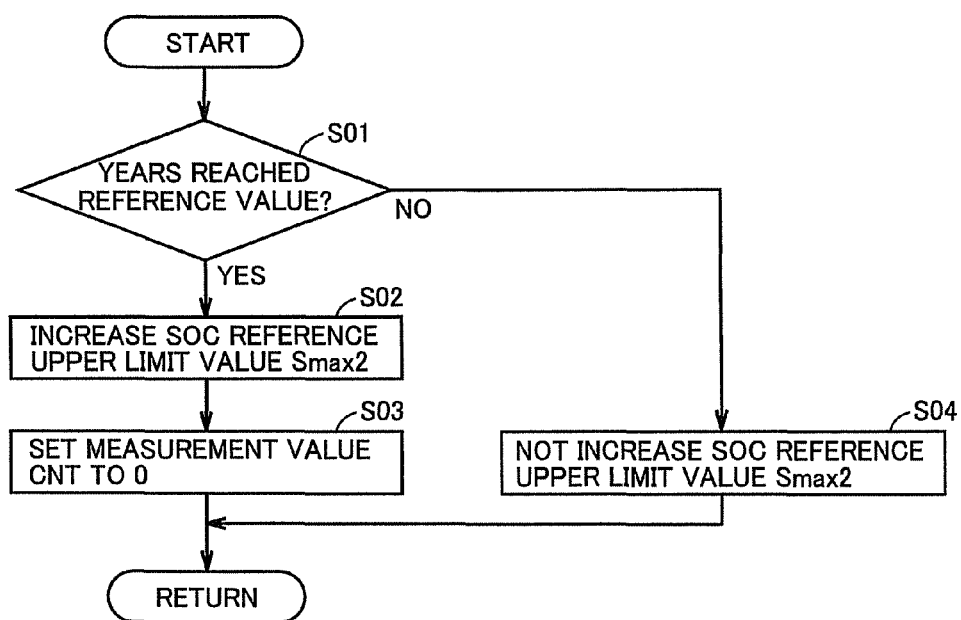 START
S01
YEARS REACHED
REFERENCE VALUE?
NO
YES
S02
INCREASE SOC REFERENCE
UPPER LIMIT VALUE Smax2
S03
SET MEASUREMENT VALUE
CNT TO 0
S04
NOT INCREASE SOC REFERENCE
UPPER LIMIT VALUE Smax2
RETURN